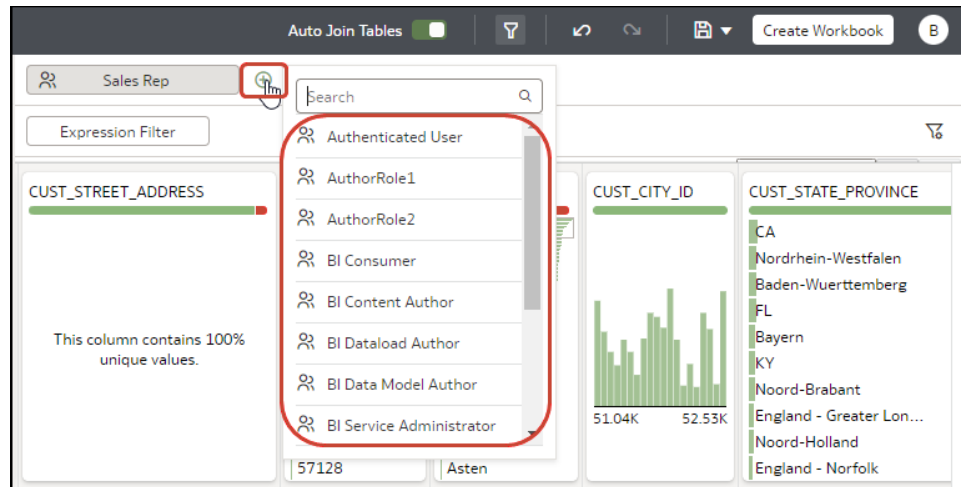 Auto Join Tables
Create Workbook
B
Sales Rep
Search
Expression Filter
Authenticated User
AuthorRole1
AuthorRole2
BI Consumer
BI Content Author
BI Dataload Author
BI Data Model Author
BI Service Administrator
CUST_STREET_ADDRESS
This column contains 100%
unique values.
57128
Asten
CUST_CITY_ID
51.04K 52.53K
CUST_STATE_PROVINCE
CA
Nordrhein-Westfalen
Baden-Wuerttemberg
FL
Bayern
KY
Noord-Brabant
England - Greater Lon...
Noord-Holland
England - Norfolk